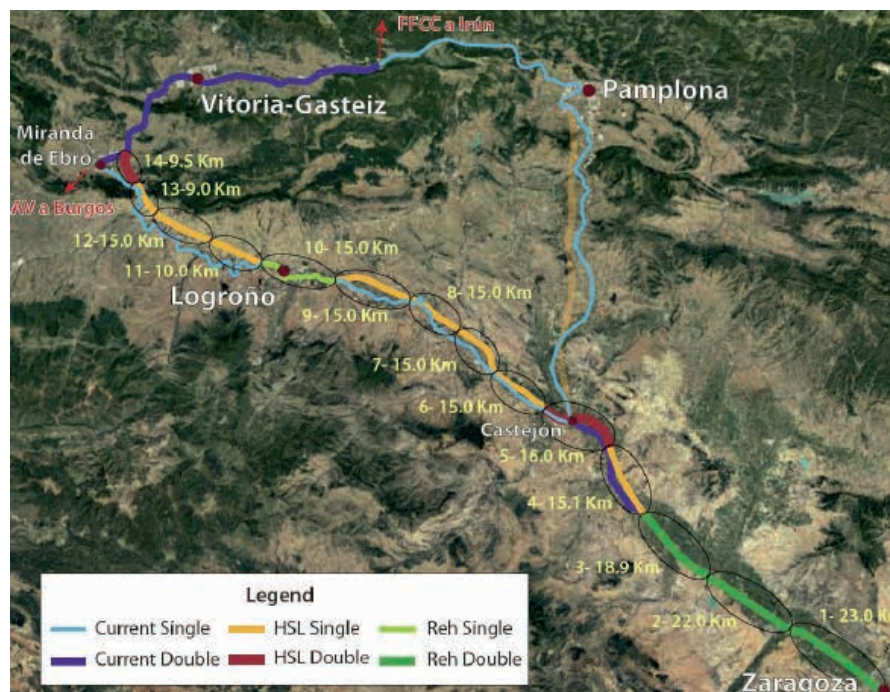 FFCC a Irún
Vitoria-Gasteiz
Pamplona
Miranda
de Ebro
14-9.5 Km
13-9.0 Km
AV a Burgos
12-15.0 Km
10- 15.0 Km
11- 10.0 Km
Logroño
8- 15.0 Km
9- 15.0 Km
7- 15.0 Km
6- 15.0 Km
Castejón
5- 16.0 Km
4- 15.1 Km
3- 18.9 Km
2- 22.0 Km
1- 23.0 K
Zaragoza
Legend
Current Single
HSL Single
Reh Single
Current Double
HSL Double
Reh Double